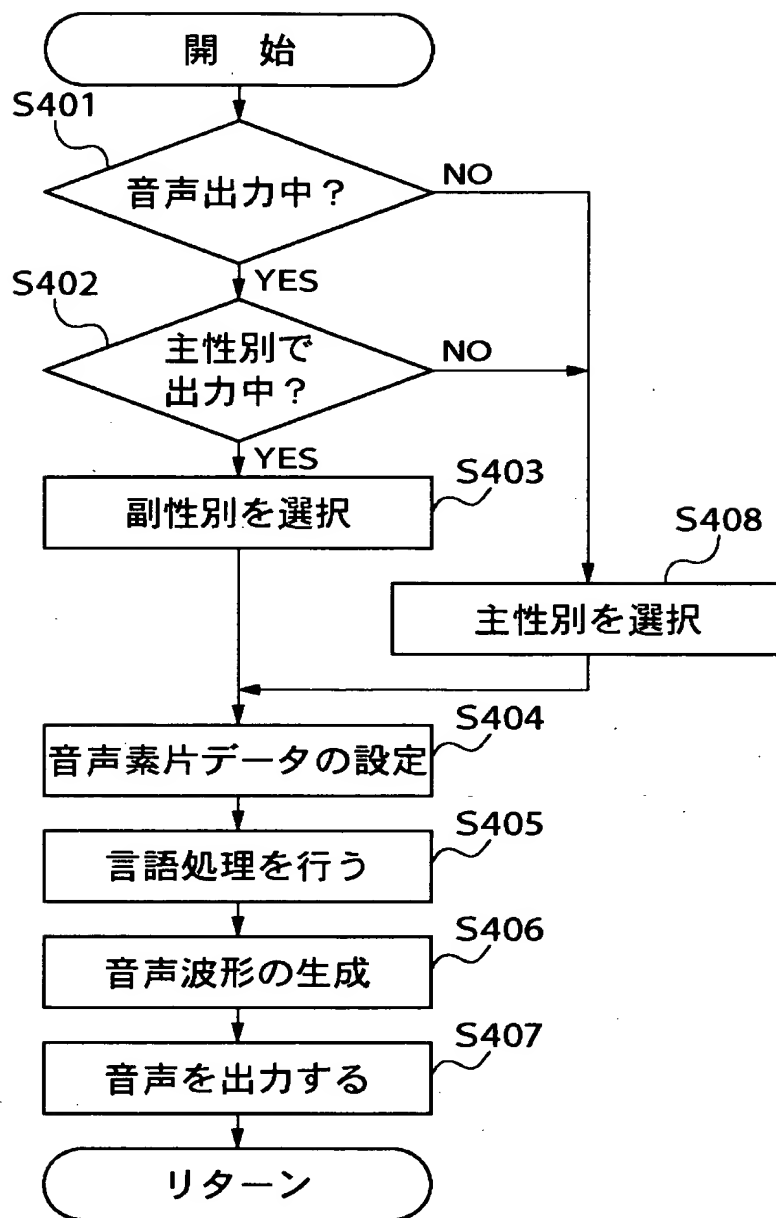 開 始
S401
音声出力中？
NO
YES
S402
主性別で
出力中？
NO
YES
S403
副性別を選択
S408
主性別を選択
S404
音声素片データの設定
S405
言語処理を行う
S406
音声波形の生成
S407
音声を出力する
リターン